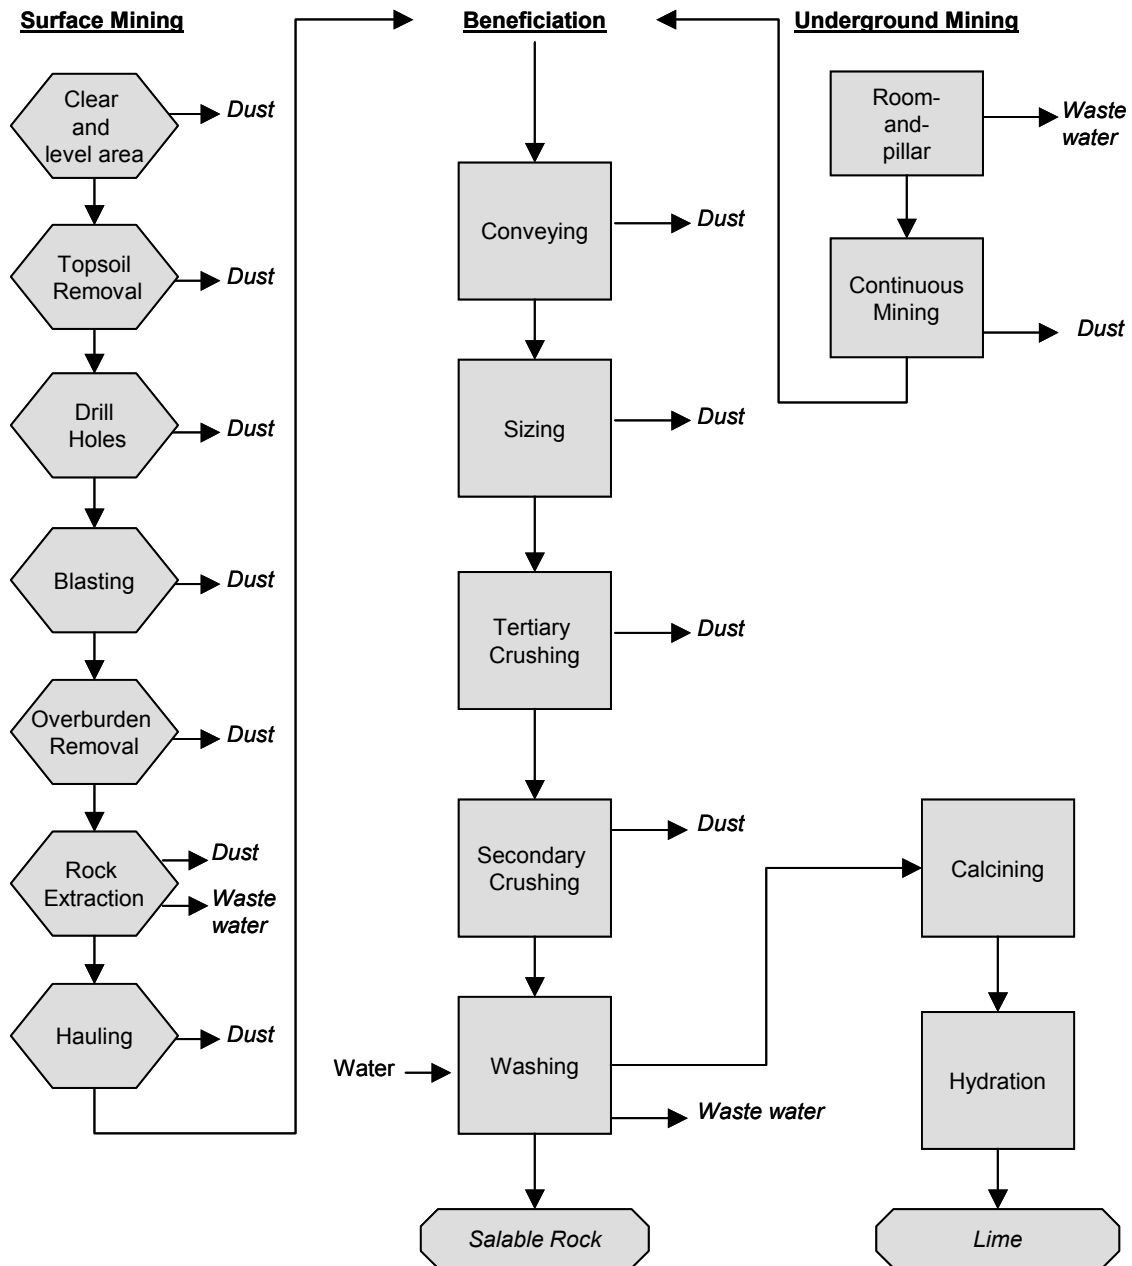 Surface Mining
Clear
and
level area
Dust
Topsoil
Removal
Dust
Drill
Holes
Dust
Blasting
Dust
Overburden
Removal
Dust
Rock
Extraction
Dust
Waste
water
Hauling
Dust
Beneficiation
Conveying
Dust
Sizing
Dust
Tertiary
Crushing
Dust
Secondary
Crushing
Dust
Water
Washing
Waste water
Salable Rock
Underground Mining
Room-
and-
pillar
Waste
water
Continuous
Mining
Dust
Calcining
Hydration
Lime